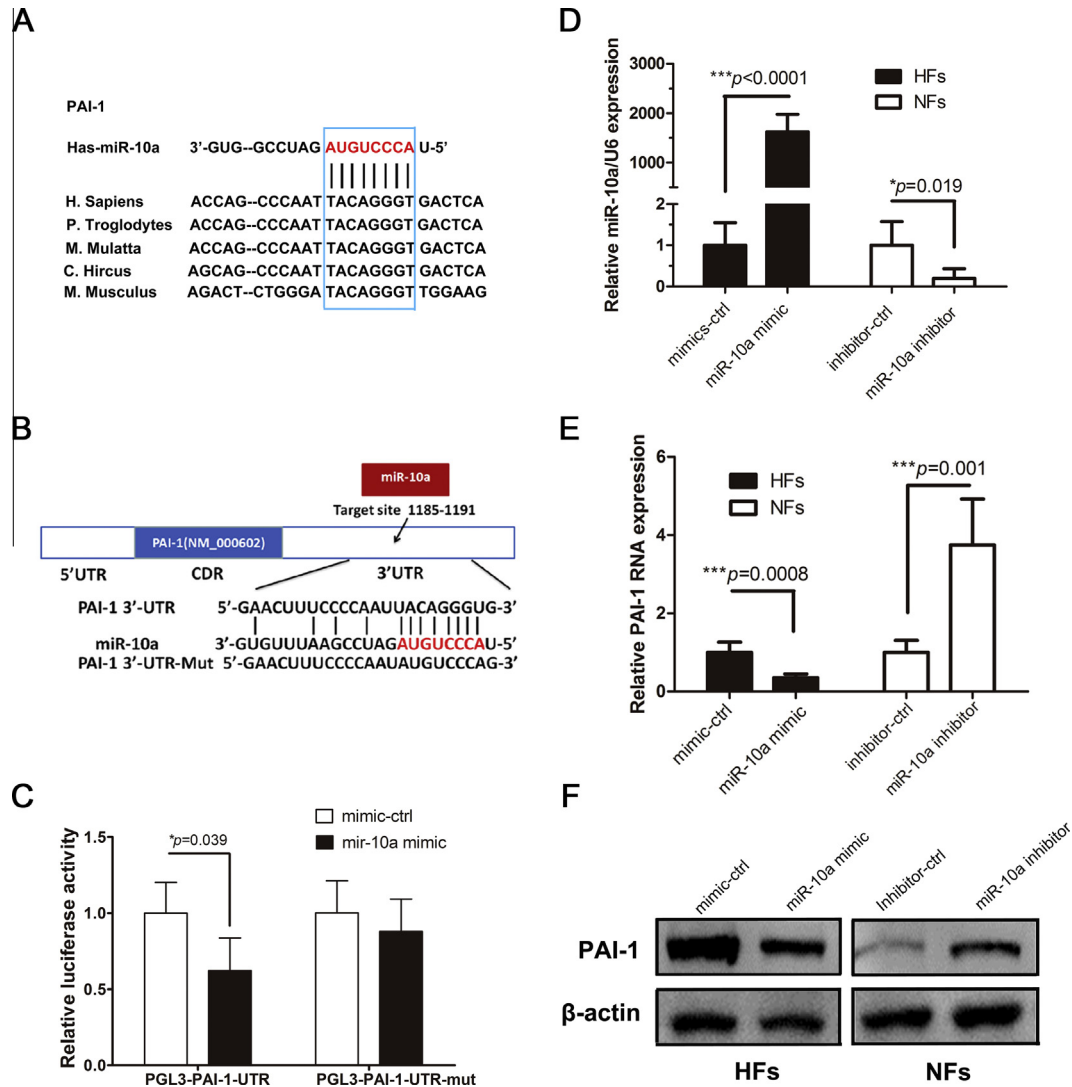 A
PAI-1
Has-miR-10a 3’-GUG--GCCUAG AUGUCCCA U-5’
H. Sapiens ACCAG--CCCAAT TACAGGGT GACTCA
P. Troglodytes ACCAG--CCCAAT TACAGGGT GACTCA
M. Mulatta ACCAG--CCCAAT TACAGGGT GACTCA
C. Hircus AGCAG--CCCAAT TACAGGGT GACTCA
M. Musculus AGACT--CTGGGA TACAGGGT TGGAAG
B
miR-10a
Target site 1185-1191
PAI-1(NM_000602)
5’UTR CDR 3’UTR
PAI-1 3’-UTR 5’-GAACUUUCCCCAAUUACAGGGUG-3’
miR-10a 3’-GUGUUUAAGCCUAGAUGUCCCAU-5’
PAI-1 3’-UTR-Mut 5’-GAACUUUCCCCAAUAUGUCCCAG-3’
C
Relative luciferase activity
1.5
1.0
0.5
0.0
*p=0.039
mimic-ctrl
mir-10a mimic
PGL3-PAI-1-UTR PGL3-PAI-1-UTR-mut
D
Relative miR-10a/U6 expression
3000
2000
1000
2
1
0
***p<0.0001
*p=0.019
HFs
NFs
mimics-ctrl
miR-10a mimic
inhibitor-ctrl
miR-10a inhibitor
E
Relative PAI-1 RNA expression
6
4
2
0
HFs
NFs
***p=0.0008
***p=0.001
mimic-ctrl
miR-10a mimic
inhibitor-ctrl
miR-10a inhibitor
F
mimic-ctrl
miR-10a mimic
Inhibitor-ctrl
miR-10a inhibitor
PAI-1
β-actin
HFs NFs